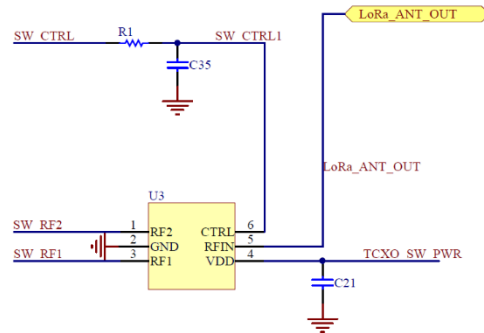 LoRa_ANT_OUT
SW_CTRL R1 SW_CTRL1
C35
LoRa_ANT_OUT
U3
SW_RF2 1 RF2 CTRL 6
2 GND RFIN 5
SW_RF1 3 RF1 VDD 4 TCXO_SW_PWR
C21